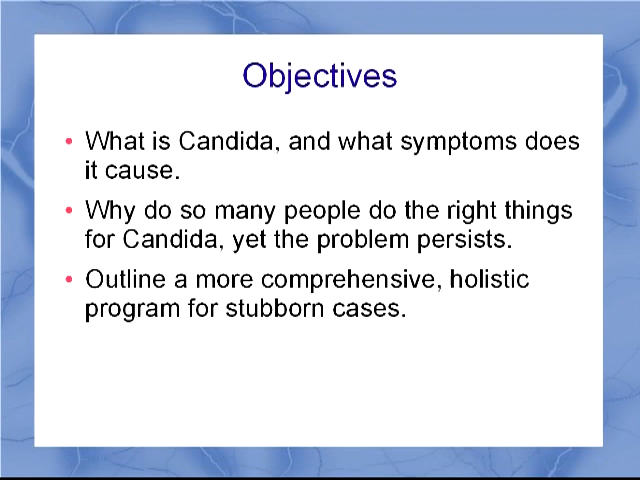 Objectives
• What is Candida, and what symptoms does
it cause.
• Why do so many people do the right things
for Candida, yet the problem persists.
• Outline a more comprehensive, holistic
program for stubborn cases.